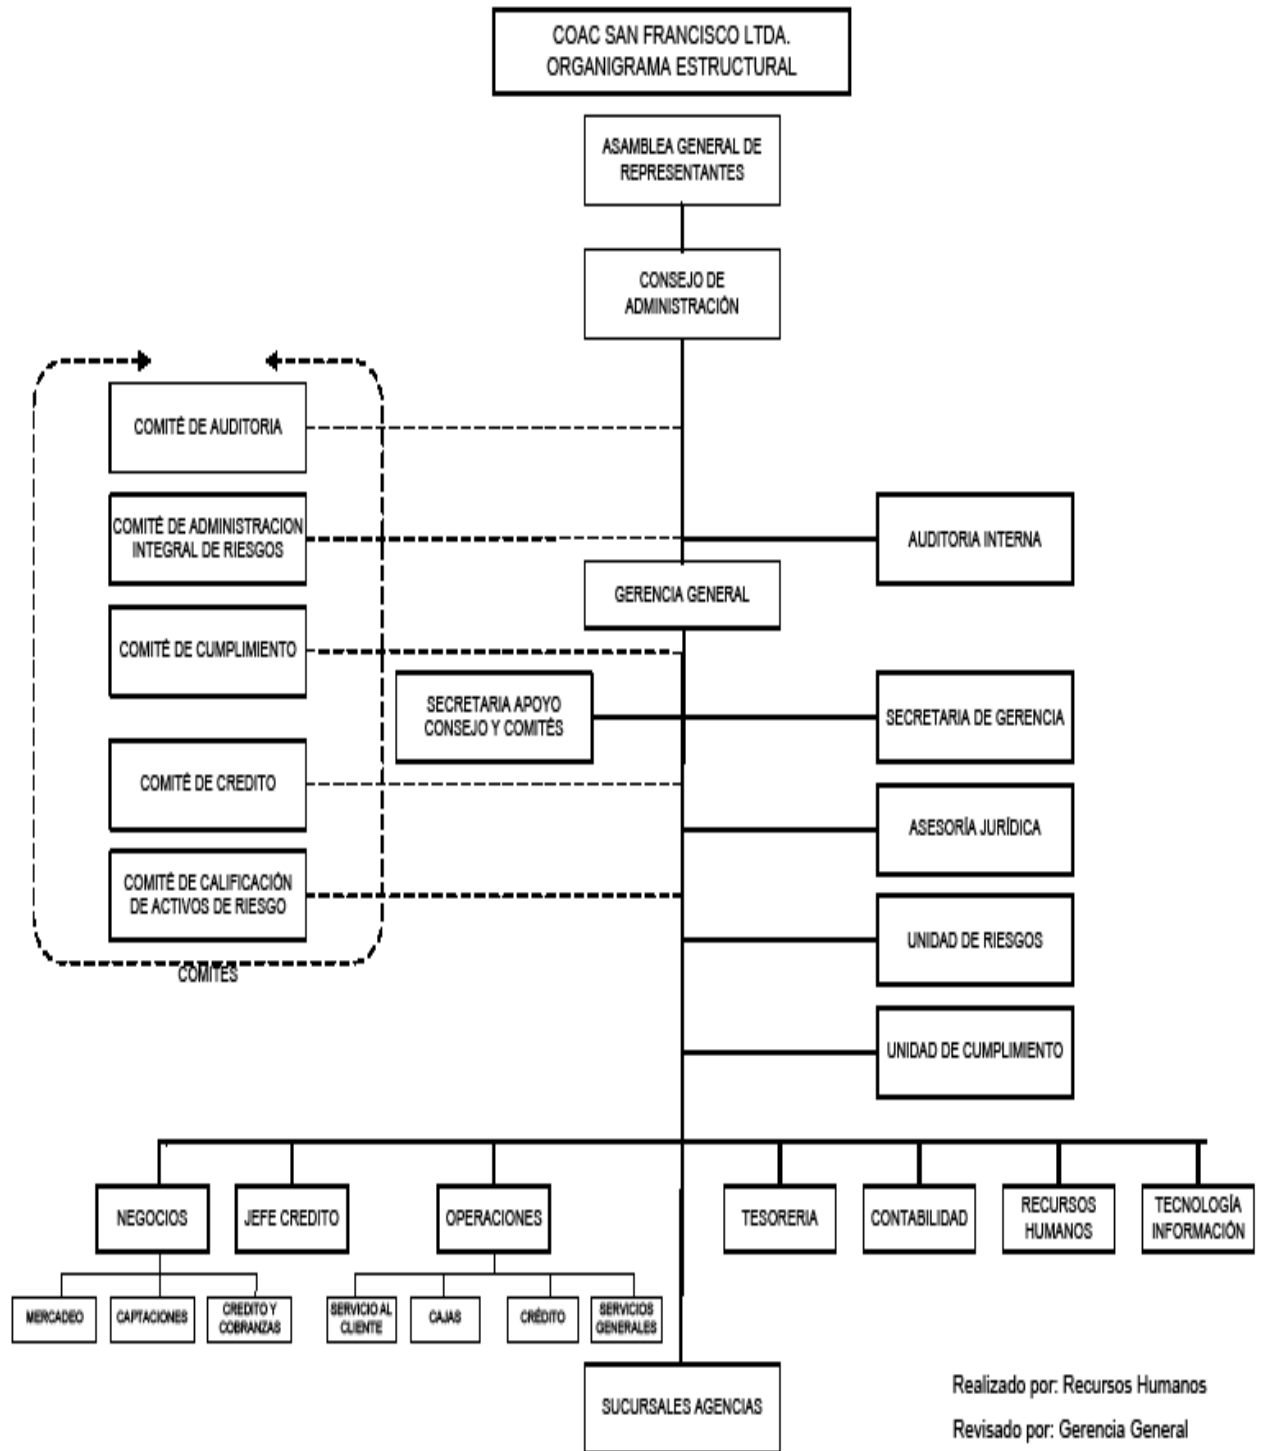 COAC SAN FRANCISCO LTDA.
ORGANIGRAMA ESTRUCTURAL
ASAMBLEA GENERAL DE
REPRESENTANTES
CONSEJO DE
ADMINISTRACIÓN
COMITÉ DE AUDITORIA
COMITÉ DE ADMINISTRACION
INTEGRAL DE RIESGOS
AUDITORIA INTERNA
GERENCIA GENERAL
COMITÉ DE CUMPLIMIENTO
SECRETARIA APOYO
CONSEJO Y COMITÉS
SECRETARIA DE GERENCIA
COMITÉ DE CREDITO
ASESORÍA JURÍDICA
COMITÉ DE CALIFICACIÓN
DE ACTIVOS DE RIESGO
UNIDAD DE RIESGOS
COMITES
UNIDAD DE CUMPLIMIENTO
NEGOCIOS
JEFE CREDITO
OPERACIONES
TESORERIA
CONTABILIDAD
RECURSOS
HUMANOS
TECNOLOGÍA
INFORMACIÓN
MERCADEO
CAPTACIONES
CREDITO Y
COBRANZAS
SERVICIO AL
CLIENTE
CAJAS
CRÉDITO
SERVICIOS
GENERALES
SUCURSALES AGENCIAS
Realizado por: Recursos Humanos
Revisado por: Gerencia General